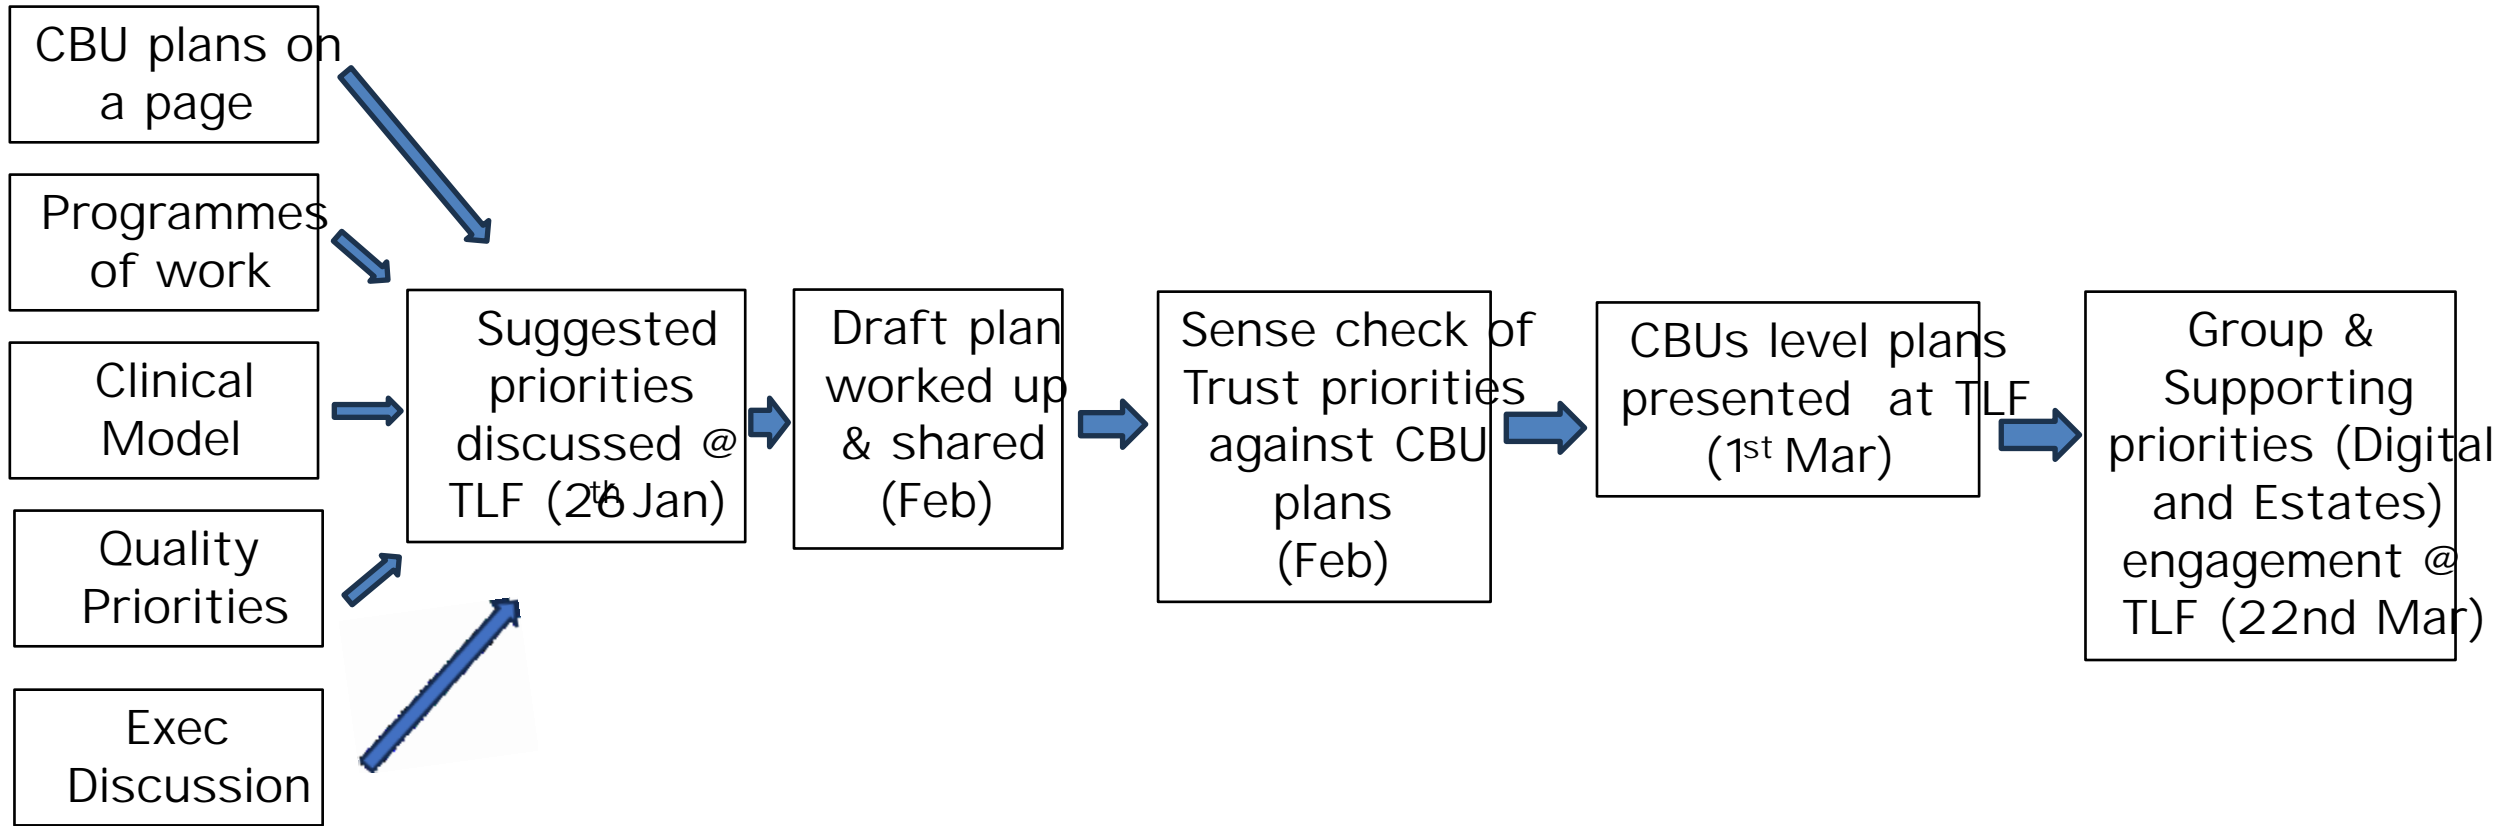 CBU plans on
a page
Programmes
of work
Clinical
Model
Quality
Priorities
Exec
Discussion
Suggested
priorities
discussed @
TLF (26th Jan)
Draft plan
worked up
& shared
(Feb)
Sense check of
Trust priorities
against CBU
plans
(Feb)
CBUs level plans
presented at TLF
(1st Mar)
Group &
Supporting
priorities (Digital
and Estates)
engagement @
TLF (22nd Mar)